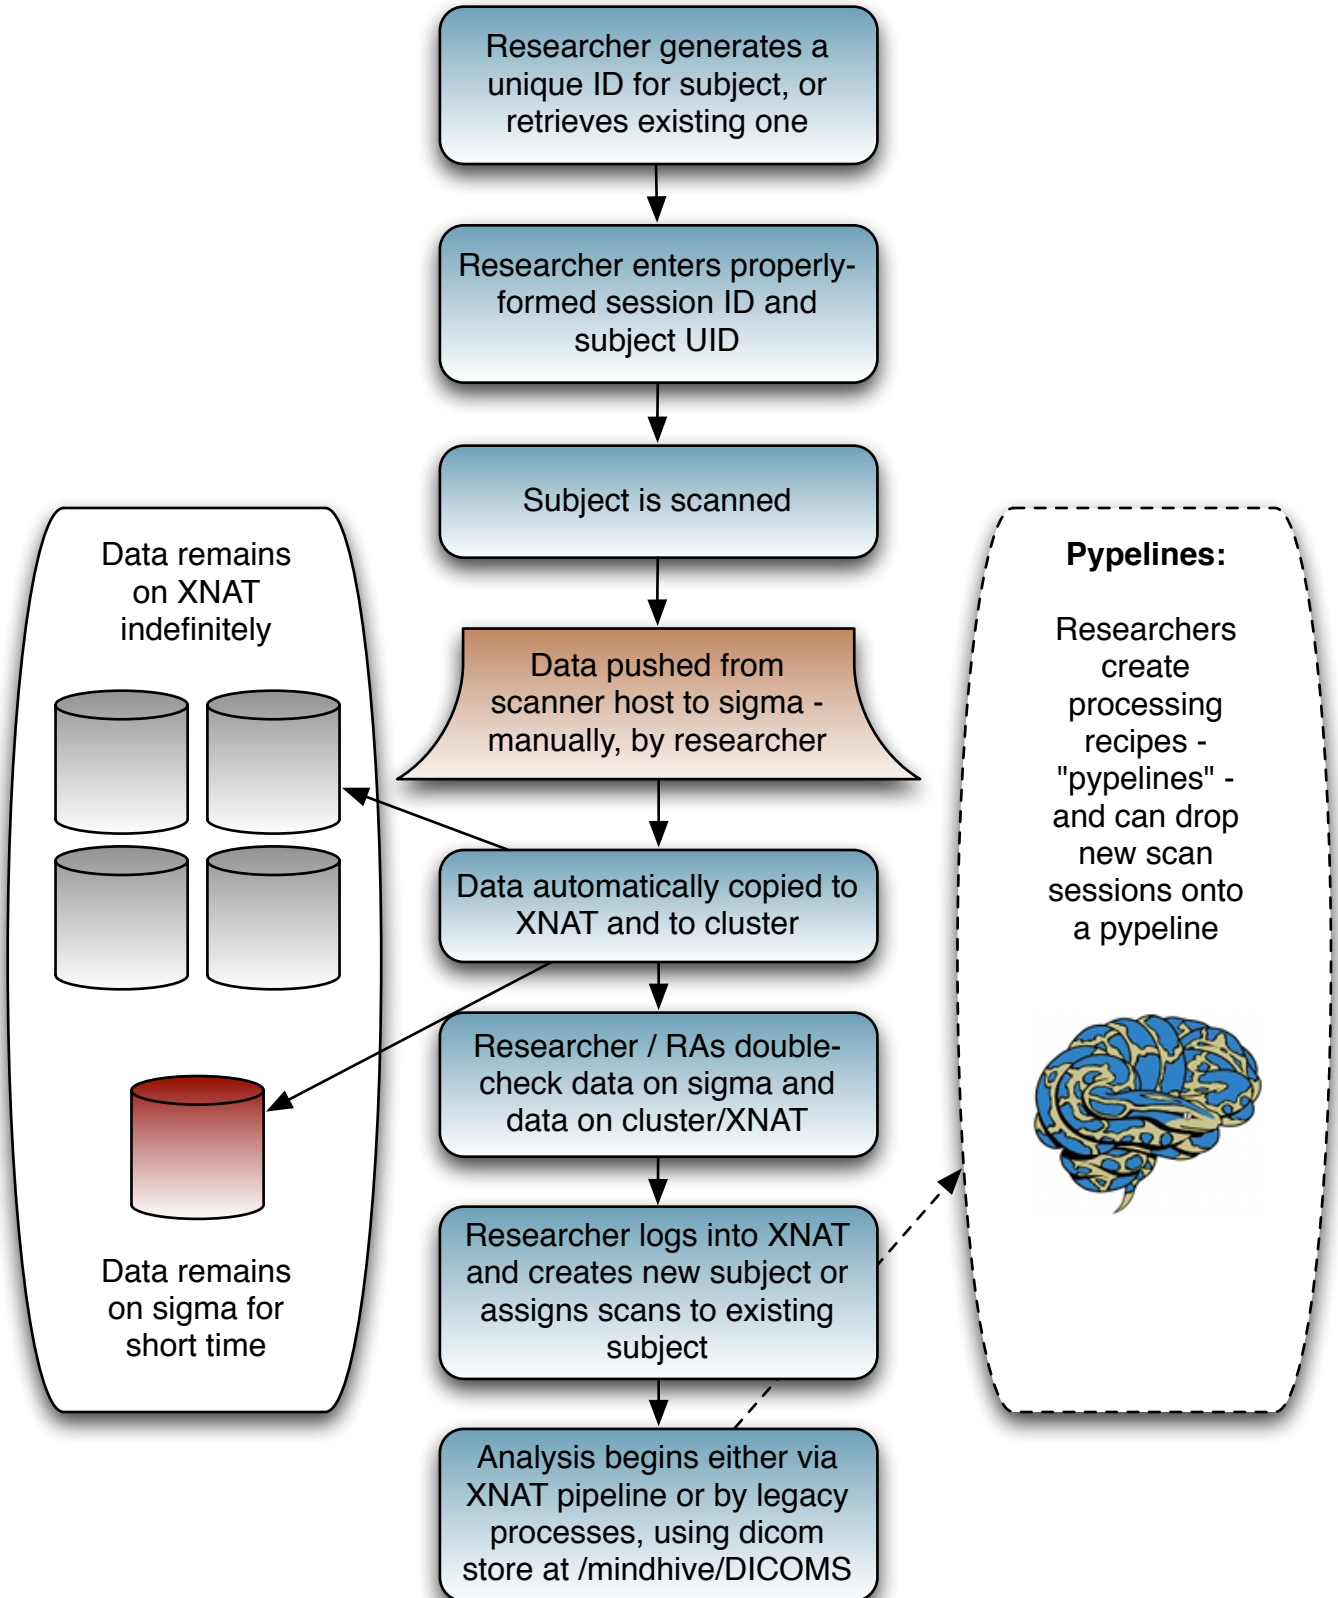 Researcher generates a
unique ID for subject, or
retrieves existing one
Researcher enters properly-
formed session ID and
subject UID
Subject is scanned
Data pushed from
scanner host to sigma -
manually, by researcher
Data automatically copied to
XNAT and to cluster
Researcher / RAs double-
check data on sigma and
data on cluster/XNAT
Researcher logs into XNAT
and creates new subject or
assigns scans to existing
subject
Analysis begins either via
XNAT pipeline or by legacy
processes, using dicom
store at /mindhive/DICOMS
Data remains
on XNAT
indefinitely
Data remains
on sigma for
short time
Pypelines:
Researchers
create
processing
recipes -
"pypelines" -
and can drop
new scan
sessions onto
a pypeline